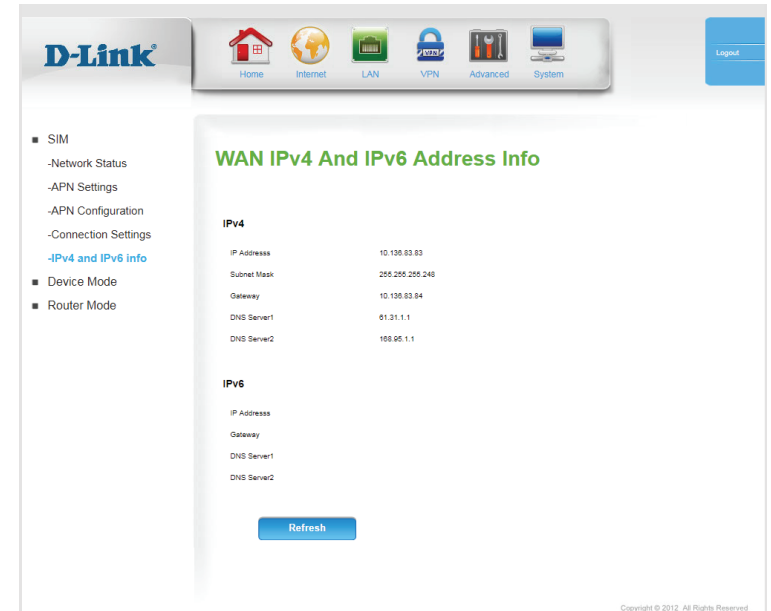 D-Link
Home Internet LAN VPN Advanced System
Logout
SIM
-Network Status
-APN Settings
-APN Configuration
-Connection Settings
-IPv4 and IPv6 info
Device Mode
Router Mode
WAN IPv4 And IPv6 Address Info
IPv4
IP Addresss 10.136.83.83
Subnet Mask 255.255.255.248
Gateway 10.136.83.84
DNS Server1 61.31.1.1
DNS Server2 168.95.1.1
IPv6
IP Addresss
Gateway
DNS Server1
DNS Server2
Refresh
Copyright © 2012 All Rights Reserved